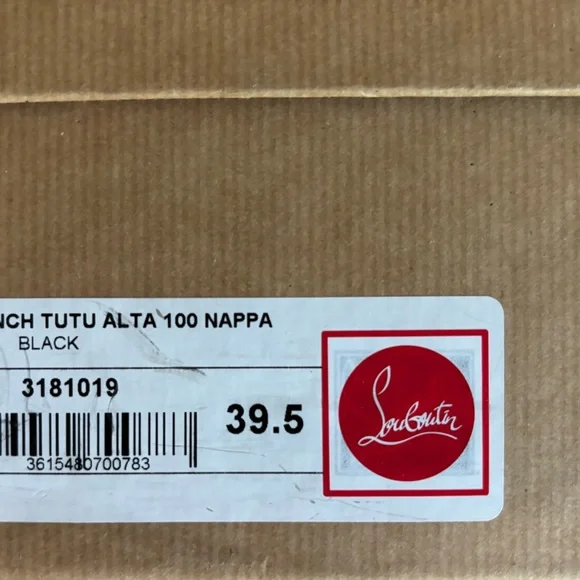 NCH TUTU ALTA 100 NAPPA
BLACK
3181019
39.5
3615480700783
Louboutin